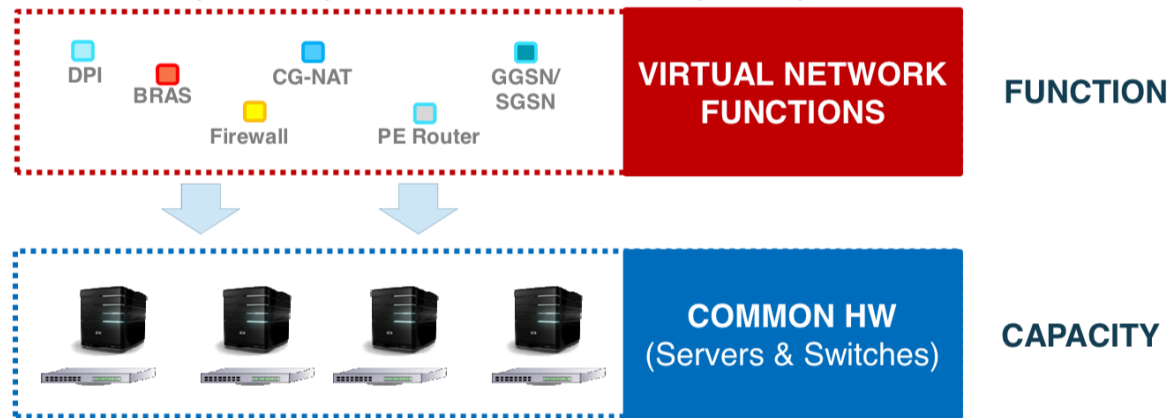 DPI
BRAS
Firewall
CG-NAT
PE Router
GGSN/
SGSN
VIRTUAL NETWORK
FUNCTIONS
FUNCTION
COMMON HW
(Servers & Switches)
CAPACITY